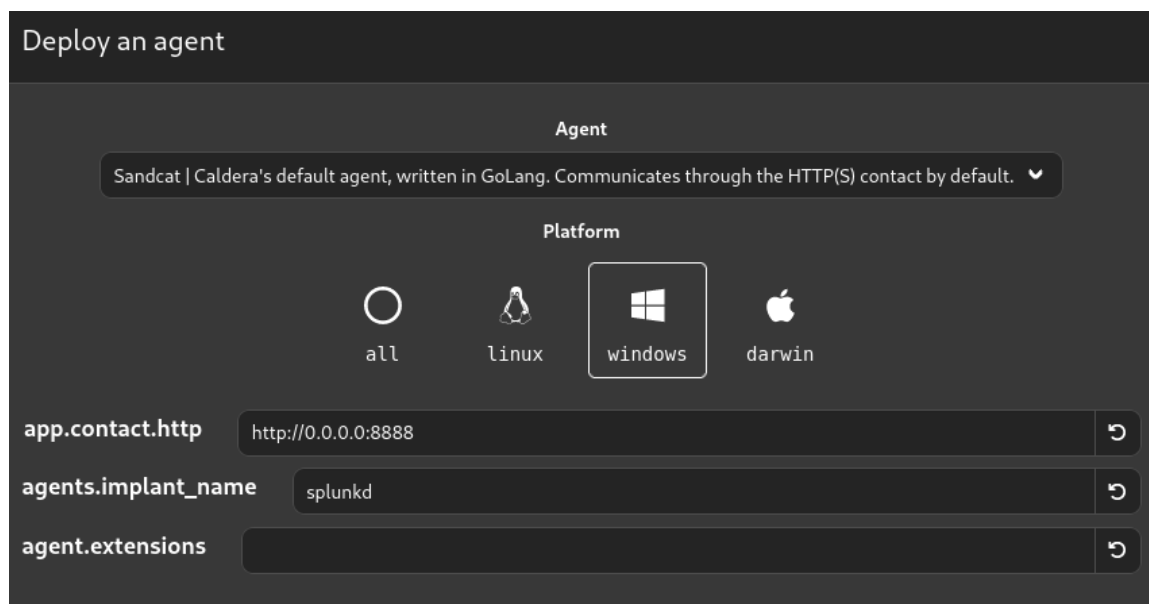 Deploy an agent
Agent
Sandcat | Caldera's default agent, written in GoLang. Communicates through the HTTP(S) contact by default.
Platform
all linux windows darwin
app.contact.http http://0.0.0.0:8888
agents.implant_name splunkd
agent.extensions